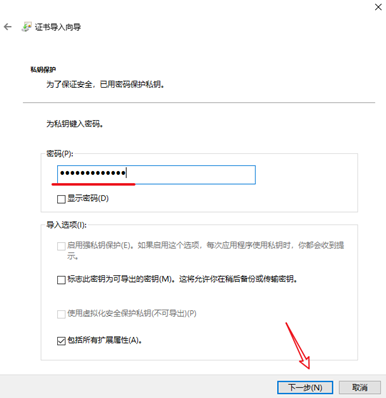 证书导入向导
私钥保护
为了保证安全，已用密码保护私钥。
为私钥键入密码。
密码(P):
●●●●●●●●●●●●●
显示密码(D)
导入选项(I):
启用强私钥保护(E)。如果启用这个选项，每次应用程序使用私钥时，你都会收到提
示。
标志此密钥为可导出的密钥(M)。这将允许你在稍后备份或传输密钥。
使用虚拟化安全保护私钥(不可导出)(P)
包括所有扩展属性(A)。
下一步(N)
取消